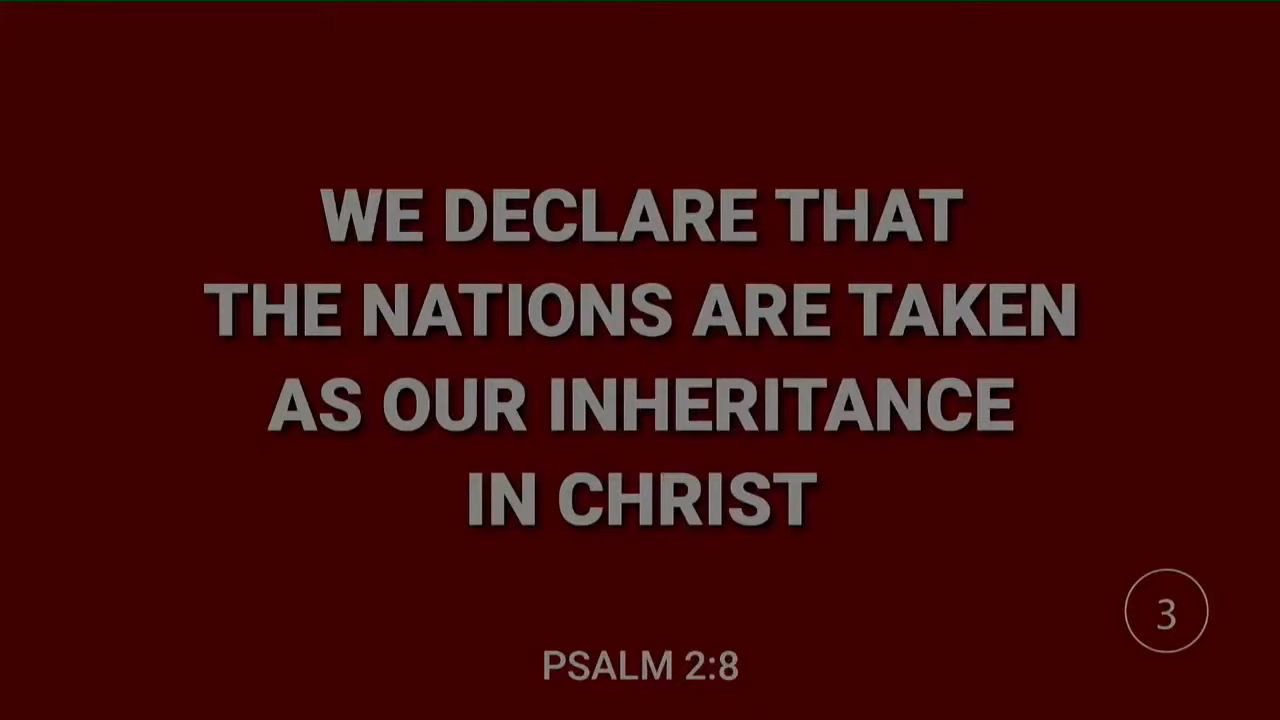 WE DECLARE THAT
THE NATIONS ARE TAKEN
AS OUR INHERITANCE
IN CHRIST
3
PSALM 2:8